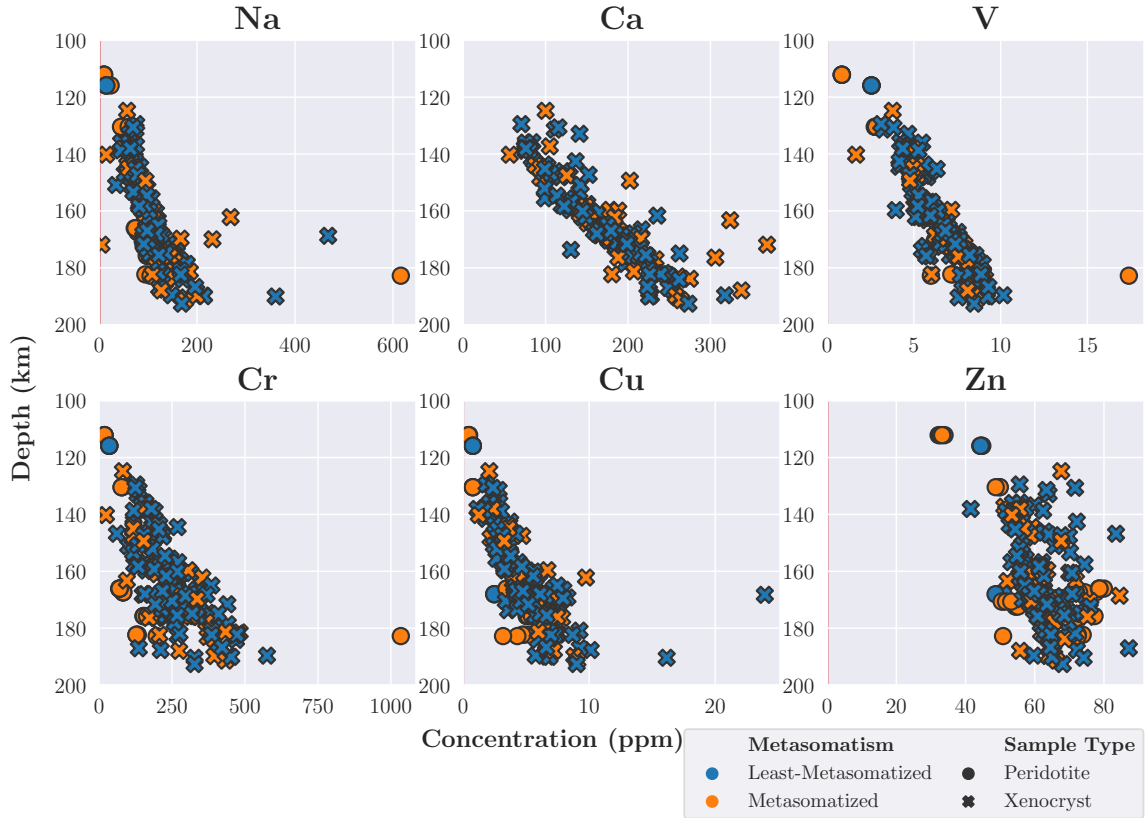 Na Ca V
100 100 100
120 120 120
140 140 140
160 160 160
180 180 180
200 200 200
0 200 400 600 100 200 300 0 5 10 15
Cr Cu Zn
100 100 100
120 120 120
140 140 140
160 160 160
180 180 180
200 200 200
0 250 500 750 1000 0 10 20 0 20 40 60 80
Depth (km)
Concentration (ppm)
Metasomatism Sample Type
Least-Metasomatized Peridotite
Metasomatized Xenocryst